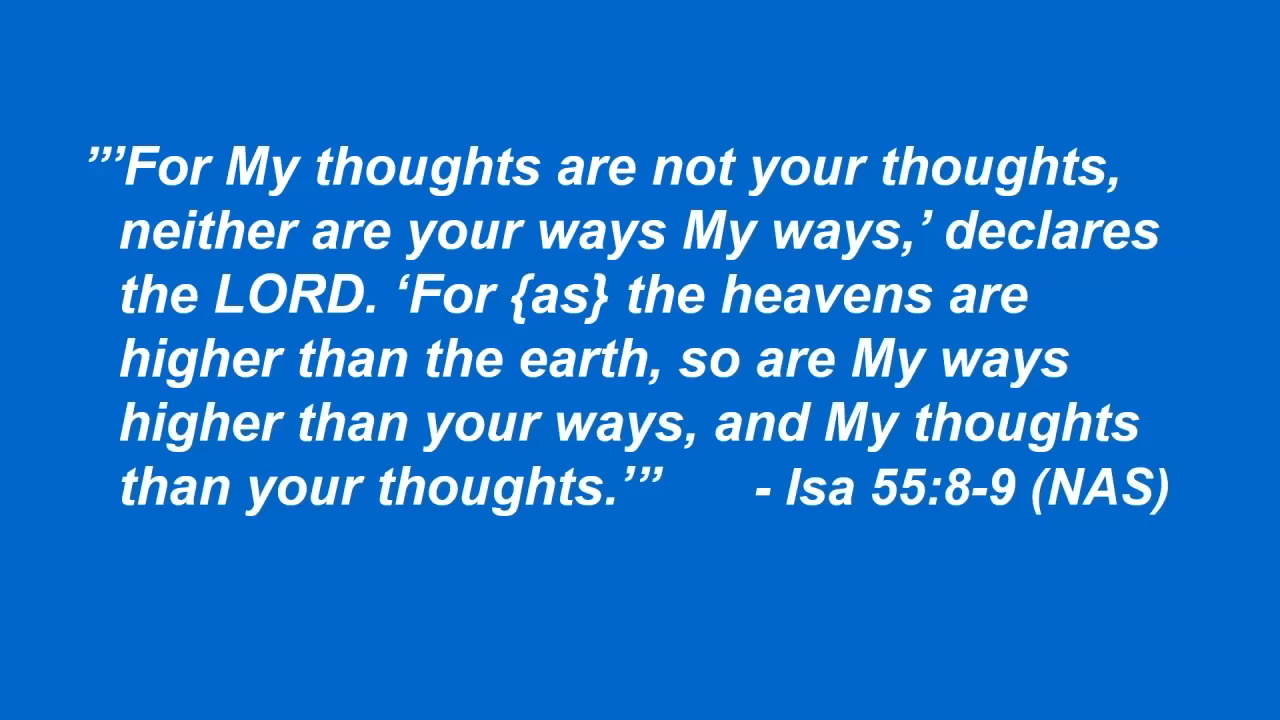 ”’For My thoughts are not your thoughts,
neither are your ways My ways,’ declares
the LORD. ‘For {as} the heavens are
higher than the earth, so are My ways
higher than your ways, and My thoughts
than your thoughts.’” - Isa 55:8-9 (NAS)